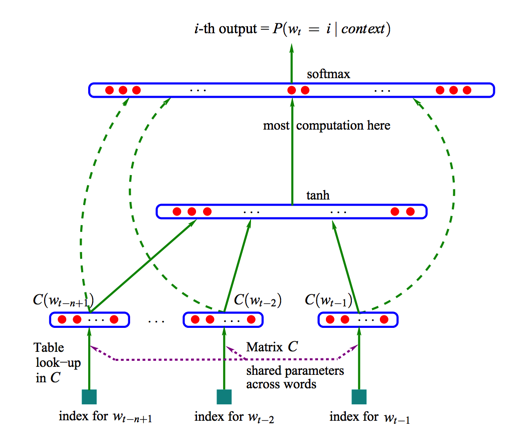 i-th output = P(w_t = i | context)
softmax
...
...
most computation here
tanh
...
...
C(w_{t−n+1})
C(w_{t−2})
C(w_{t−1})
...
...
...
...
Table
look−up
in C
Matrix C
shared parameters
across words
index for w_{t−n+1}
index for w_{t−2}
index for w_{t−1}